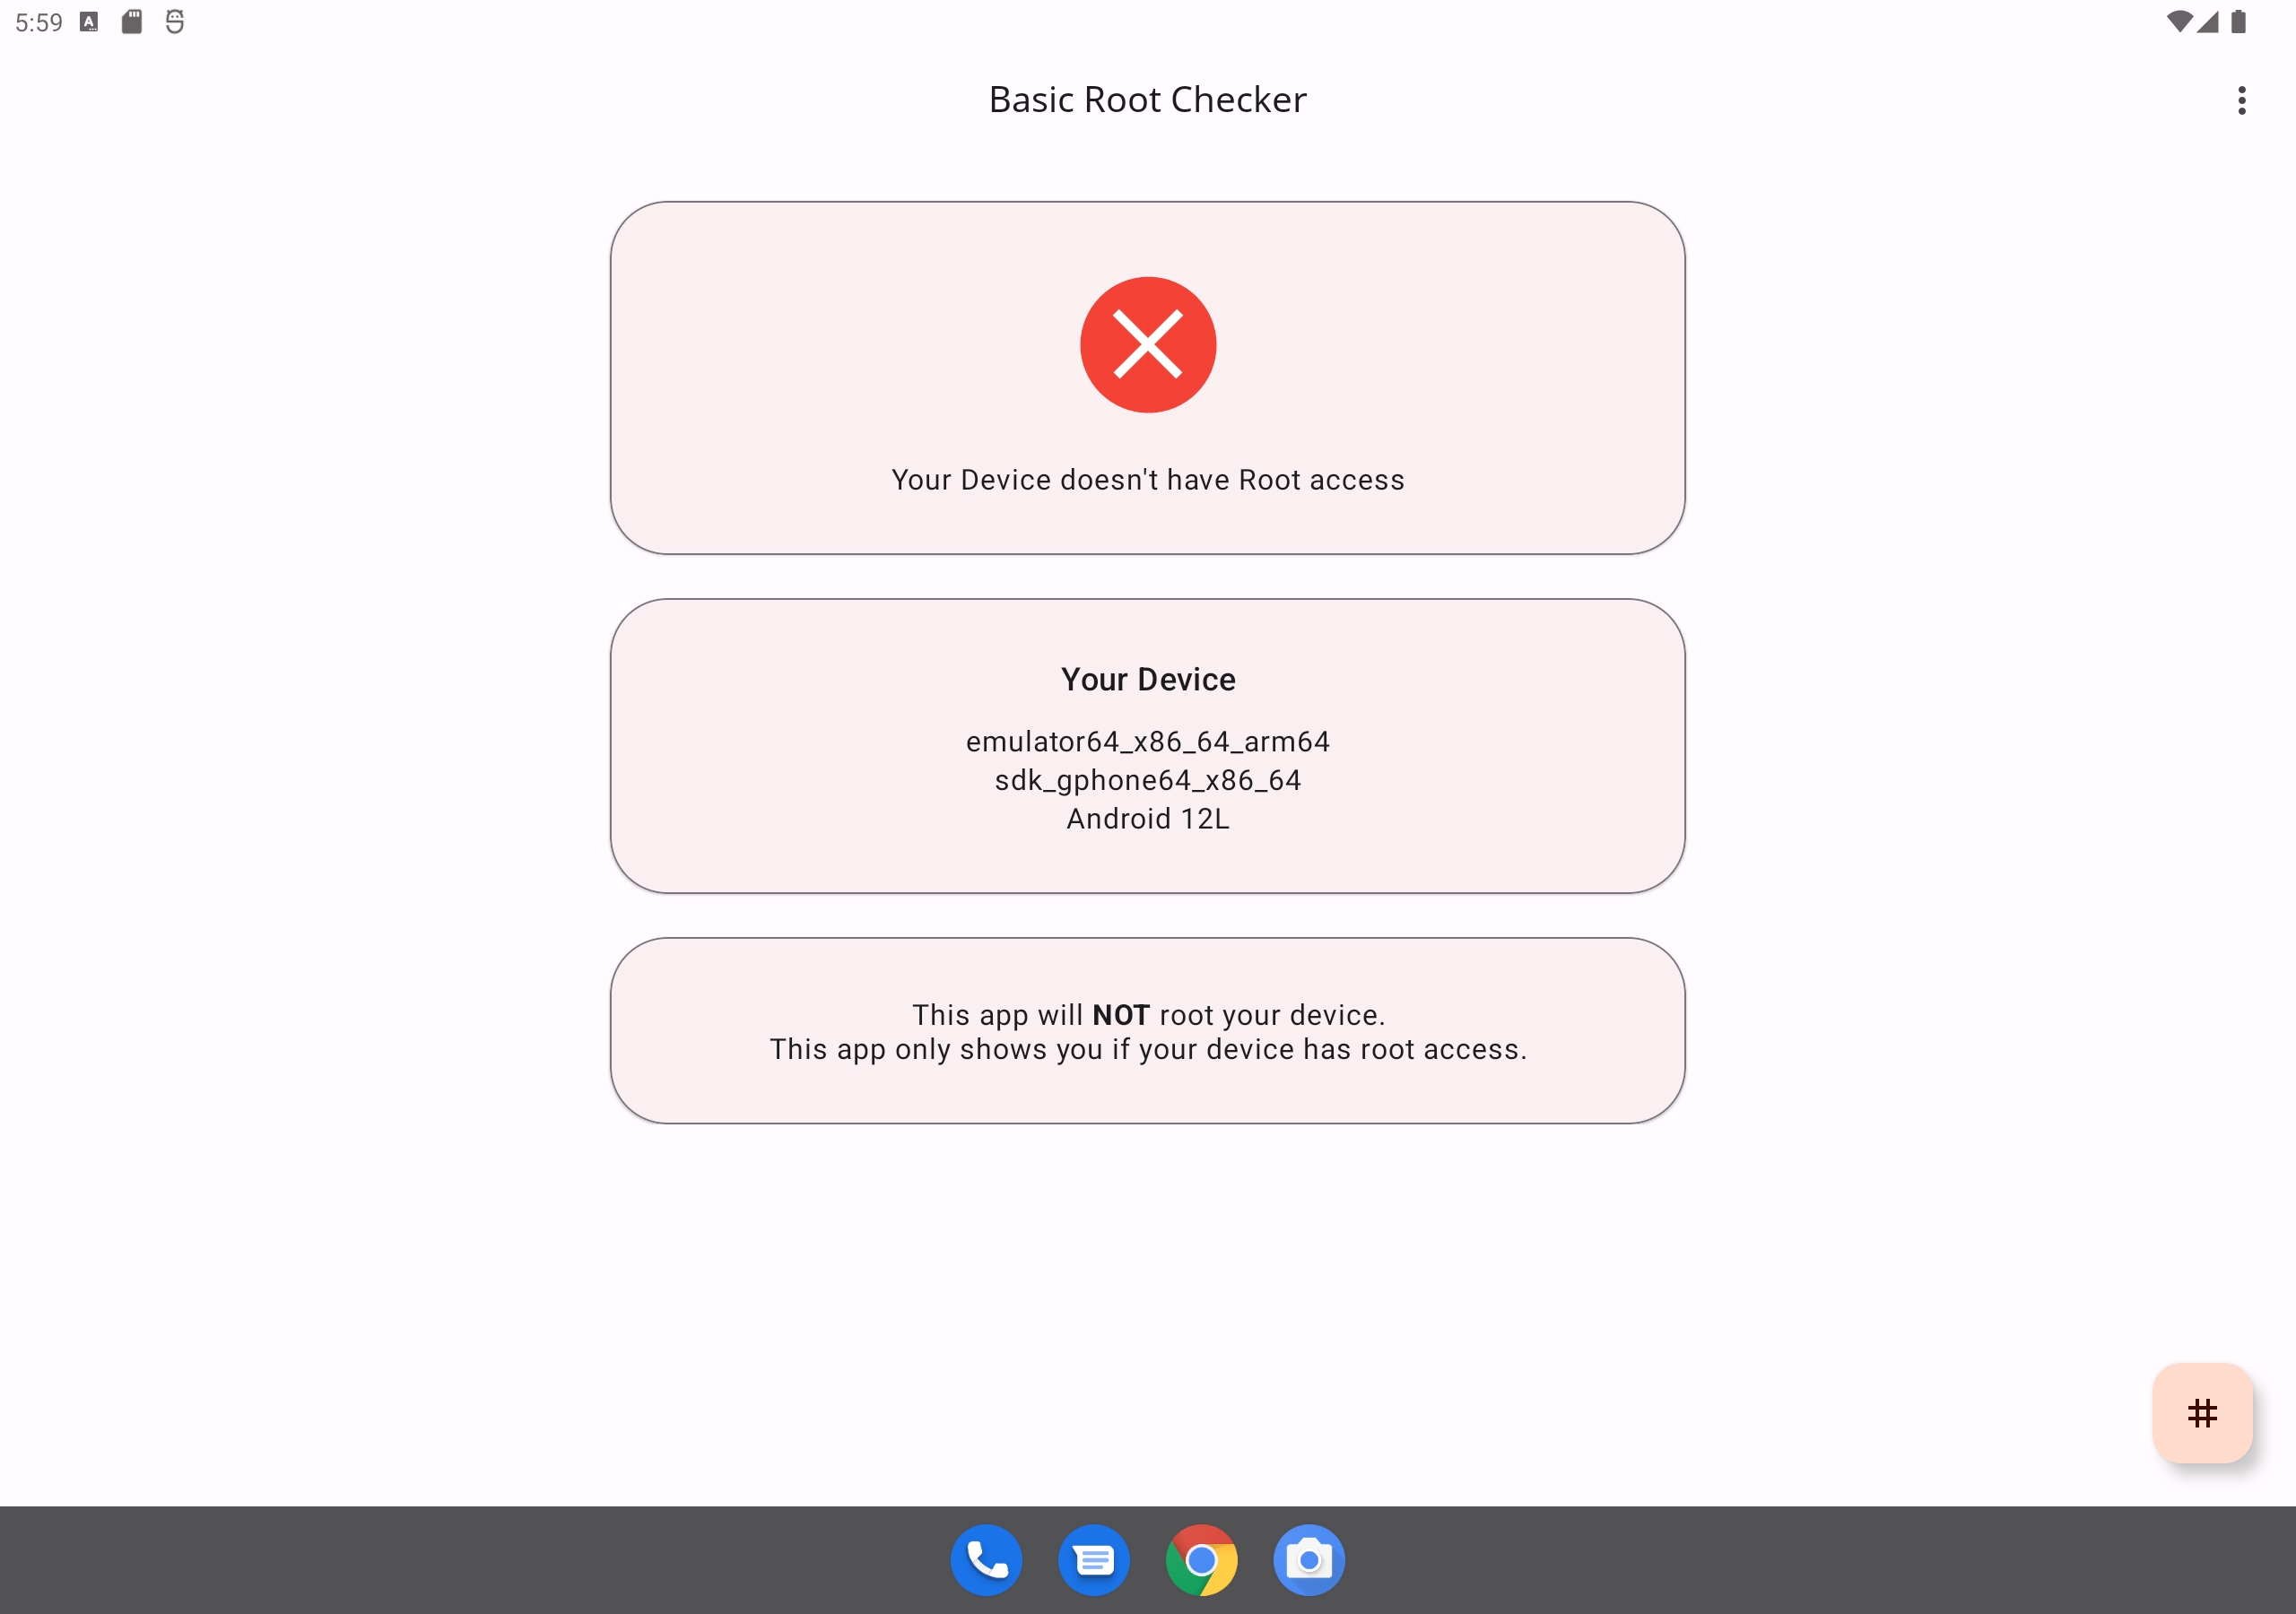 5:59
Basic Root Checker
Your Device doesn't have Root access
Your Device
emulator64_x86_64_arm64
sdk_gphone64_x86_64
Android 12L
This app will NOT root your device.
This app only shows you if your device has root access.